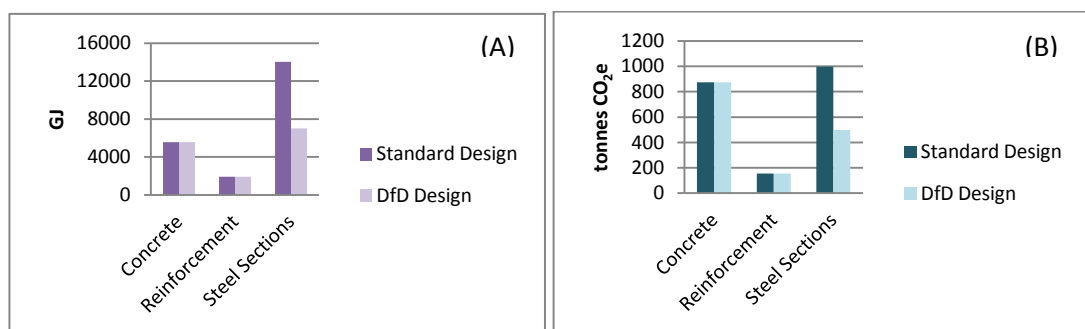 (A)
16000
12000
8000
4000
0
GJ
Concrete
Reinforcement
Steel Sections
Standard Design
DfD Design
(B)
1200
1000
800
600
400
200
0
tonnes CO₂e
Concrete
Reinforcement
Steel Sections
Standard Design
DfD Design